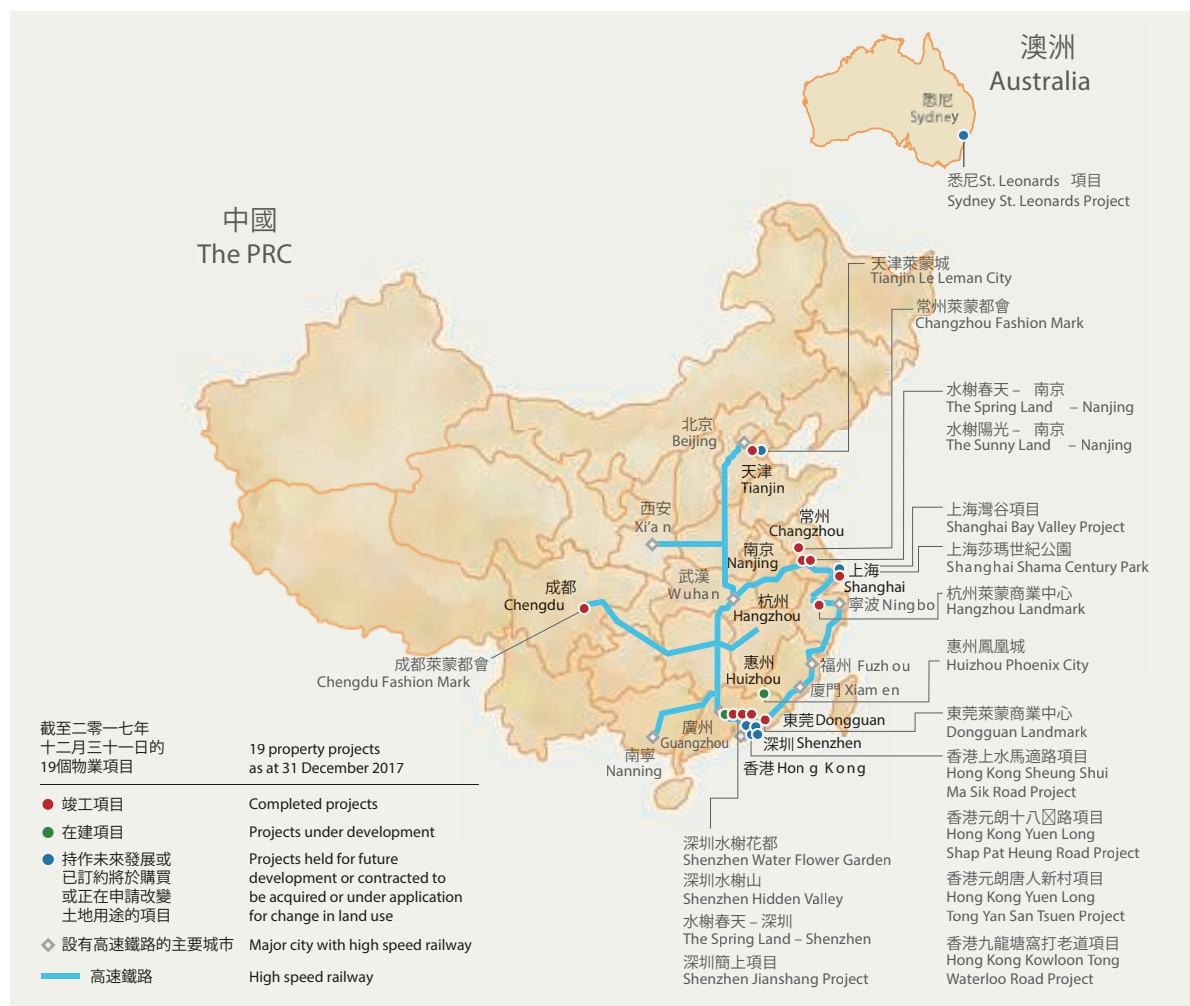 澳洲
Australia
悉尼
Sydney
悉尼St. Leonards 項目
Sydney St. Leonards Project
中國
The PRC
天津萊蒙城
Tianjin Le Leman City
常州萊蒙都會
Changzhou Fashion Mark
水榭春天 – 南京
The Spring Land – Nanjing
水榭陽光 – 南京
The Sunny Land – Nanjing
上海灣谷項目
Shanghai Bay Valley Project
上海莎瑪世紀公園
Shanghai Shama Century Park
杭州萊蒙商業中心
Hangzhou Landmark
惠州鳳凰城
Huizhou Phoenix City
東莞萊蒙商業中心
Dongguan Landmark
香港上水馬適路項目
Hong Kong Sheung Shui
Ma Sik Road Project
香港元朗十八路項目
Hong Kong Yuen Long
Shap Pat Heung Road Project
香港元朗唐人新村項目
Hong Kong Yuen Long
Tong Yan San Tsuen Project
香港九龍塘窩打老道項目
Hong Kong Kowloon Tong
Waterloo Road Project
北京
Beijing
天津
Tianjin
西安
Xi'an
常州
Changzhou
南京
Nanjing
上海
Shanghai
武漢
Wuhan
成都
Chengdu
杭州
Hangzhou
寧波 Ningbo
成都萊蒙都會
Chengdu Fashion Mark
惠州
Huizhou
福州 Fuzhou
廈門 Xiamen
廣州
Guangzhou
東莞 Dongguan
深圳 Shenzhen
南寧
Nanning
香港 Hong Kong
深圳水榭花都
Shenzhen Water Flower Garden
深圳水榭山
Shenzhen Hidden Valley
水榭春天 – 深圳
The Spring Land – Shenzhen
深圳簡上項目
Shenzhen Jianshang Project
截至二零一七年
十二月三十一日的
19個物業項目
19 property projects
as at 31 December 2017
竣工項目
Completed projects
在建項目
Projects under development
持作未來發展或
已訂約將於購買
或正在申請改變
土地用途的項目
Projects held for future
development or contracted to
be acquired or under application
for change in land use
設有高速鐵路的主要城市
Major city with high speed railway
高速鐵路
High speed railway